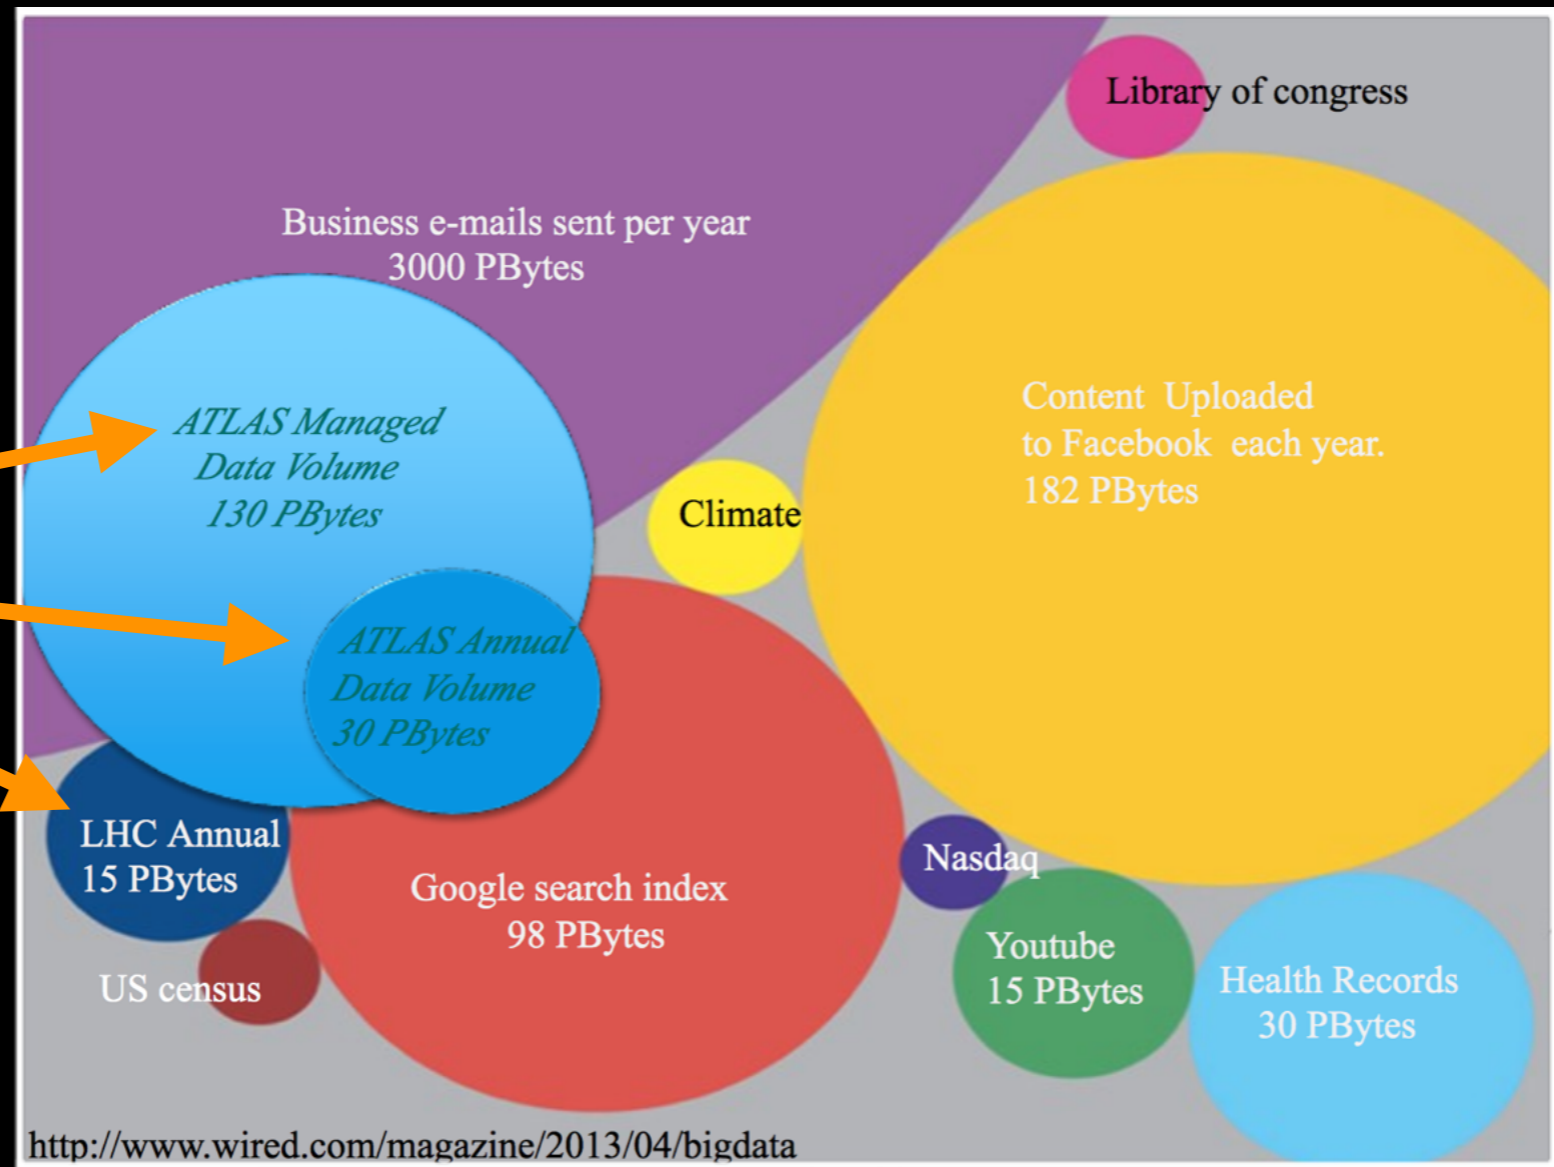 Library of congress
Business e-mails sent per year
3000 PBytes
Content Uploaded
to Facebook each year.
182 PBytes
ATLAS Managed
Data Volume
130 PBytes
Climate
ATLAS Annual
Data Volume
30 PBytes
LHC Annual
15 PBytes
Google search index
98 PBytes
Nasdaq
Youtube
15 PBytes
Health Records
30 PBytes
US census
http://www.wired.com/magazine/2013/04/bigdata